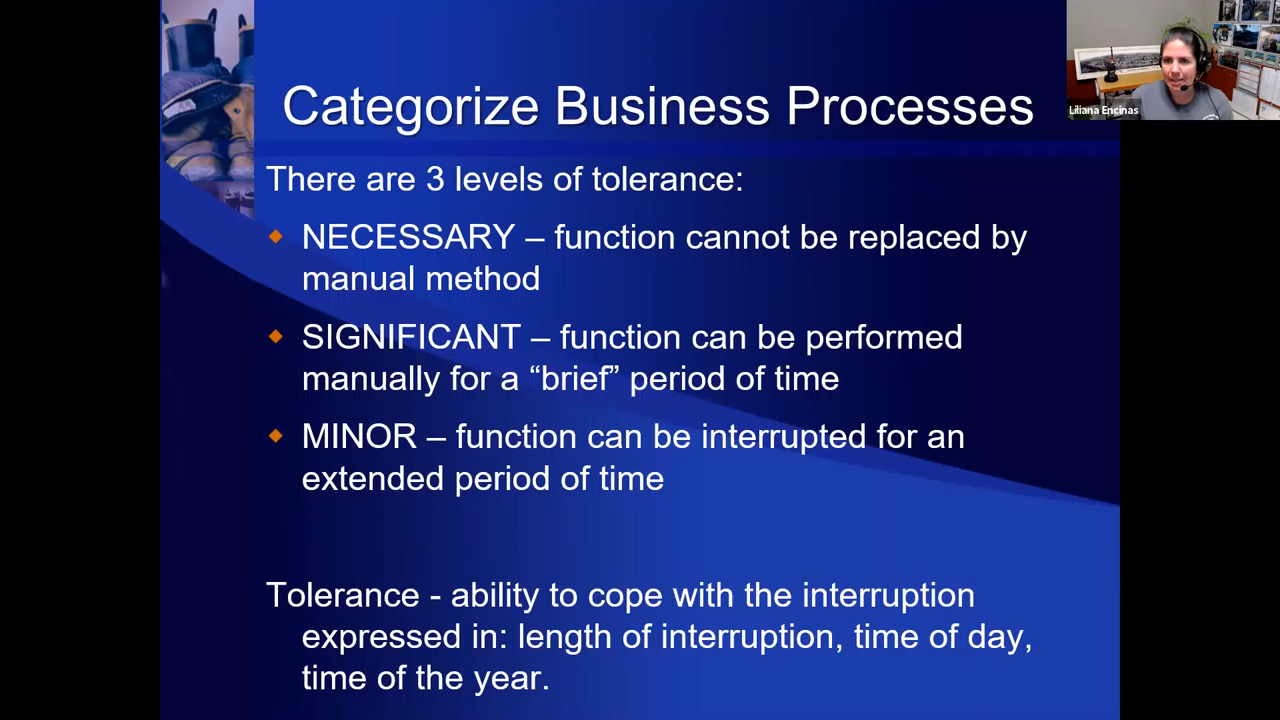 Categorize Business Processes
Liliana Encinas
There are 3 levels of tolerance:
NECESSARY – function cannot be replaced by
manual method
SIGNIFICANT – function can be performed
manually for a “brief” period of time
MINOR – function can be interrupted for an
extended period of time
Tolerance - ability to cope with the interruption
expressed in: length of interruption, time of day,
time of the year.